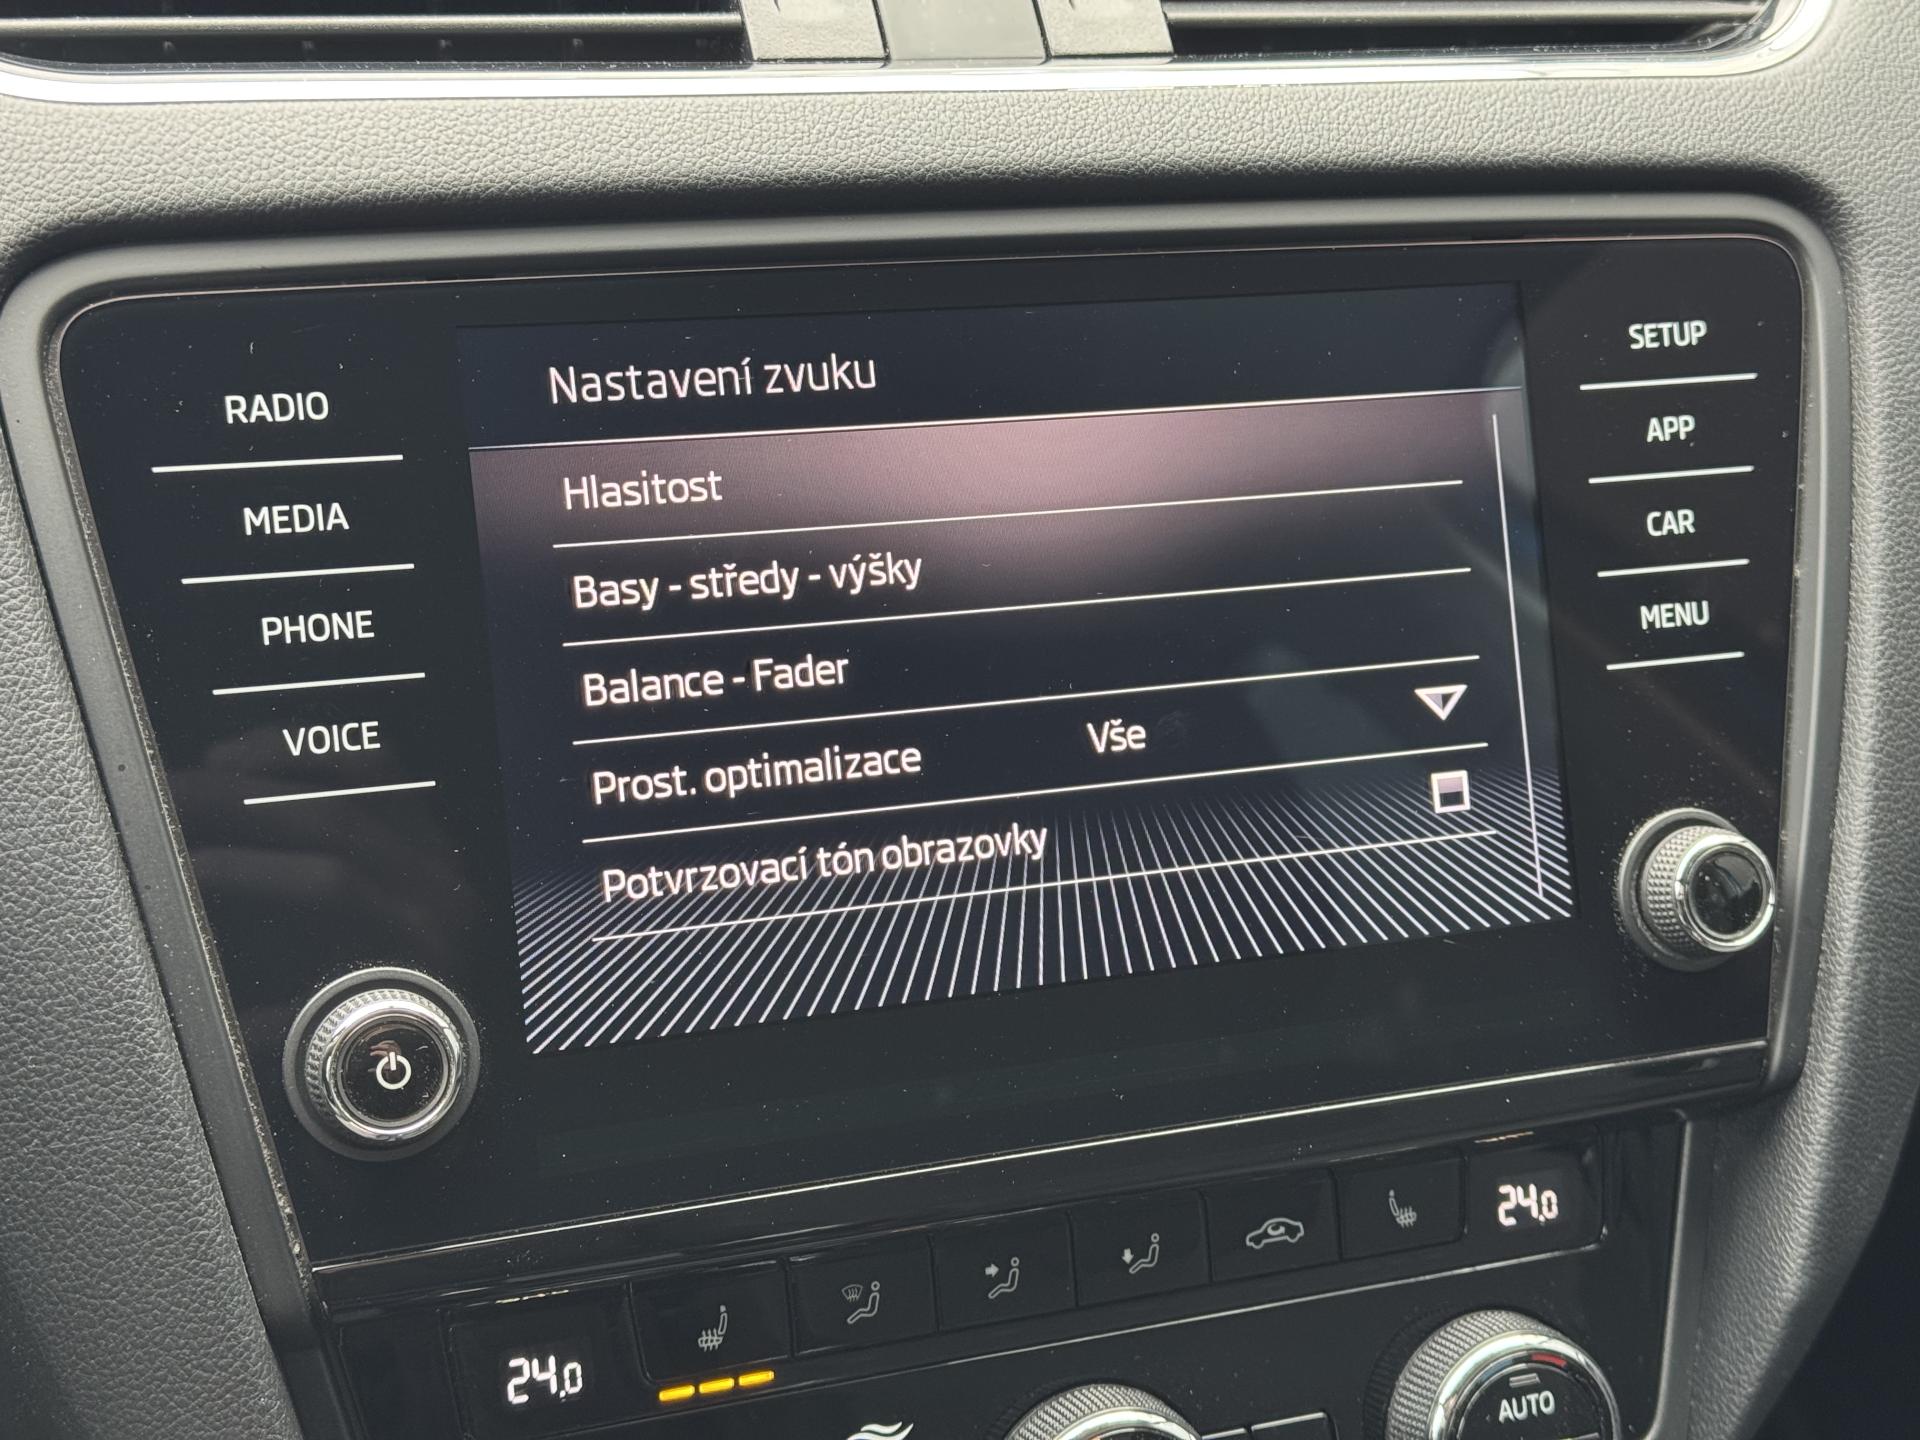 RADIO
MEDIA
PHONE
VOICE
Nastavení zvuku
Hlasitost
Basy - středy - výšky
Balance - Fader
Prost. optimalizace Vše
Potvrzovací tón obrazovky
SETUP
APP
CAR
MENU
24.0
24.0
AUTO